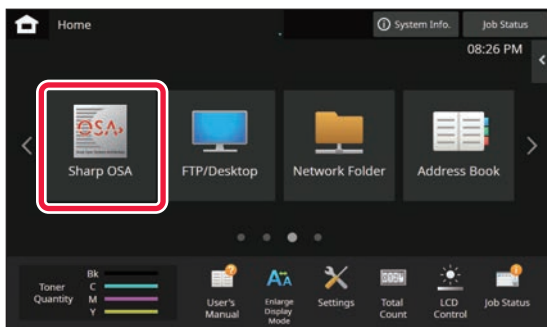 Home
System Info.
Job Status
08:26 PM
OSA
Sharp OSA
FTP/Desktop
Network Folder
Address Book
Toner
Quantity
Bk
C
M
Y
User's
Manual
Enlarge
Display
Mode
Settings
Total
Count
LCD
Control
Job Status